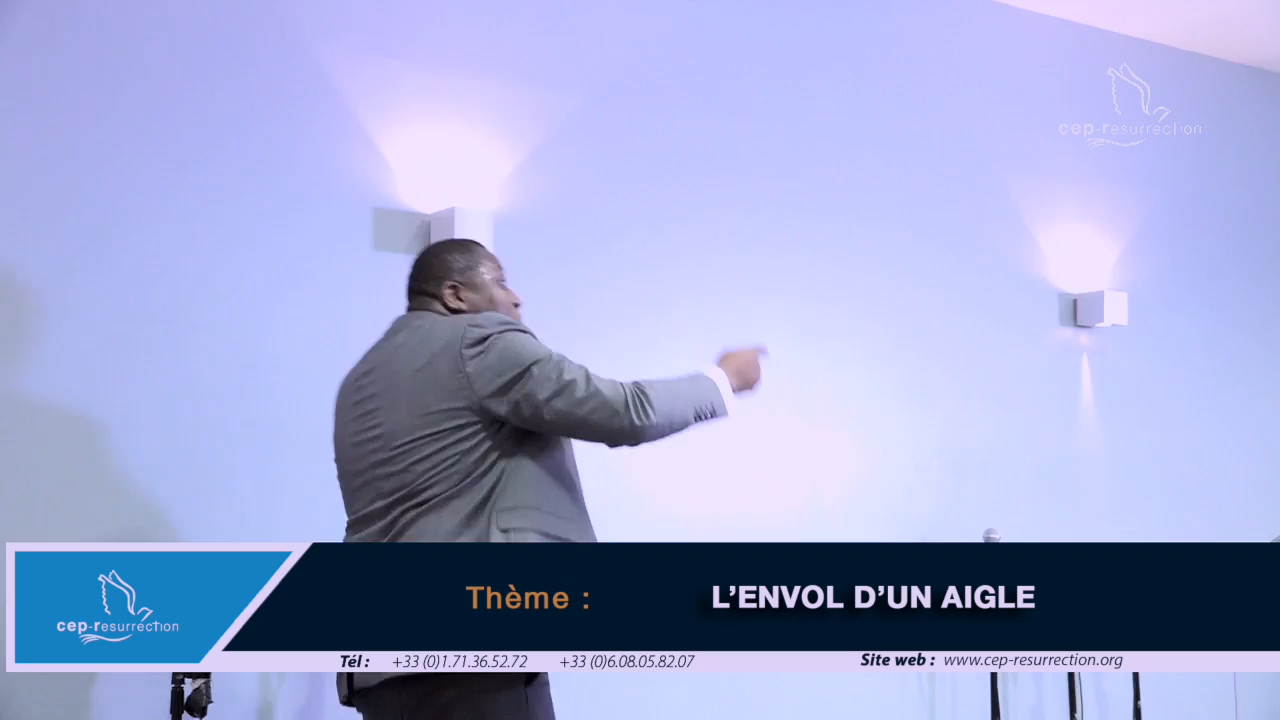 cep-resurrection
Thème : L'ENVOL D'UN AIGLE
cep-resurrection
Tél : +33 (0)1.71.36.52.72 +33 (0)6.08.05.82.07 Site web : www.cep-resurrection.org